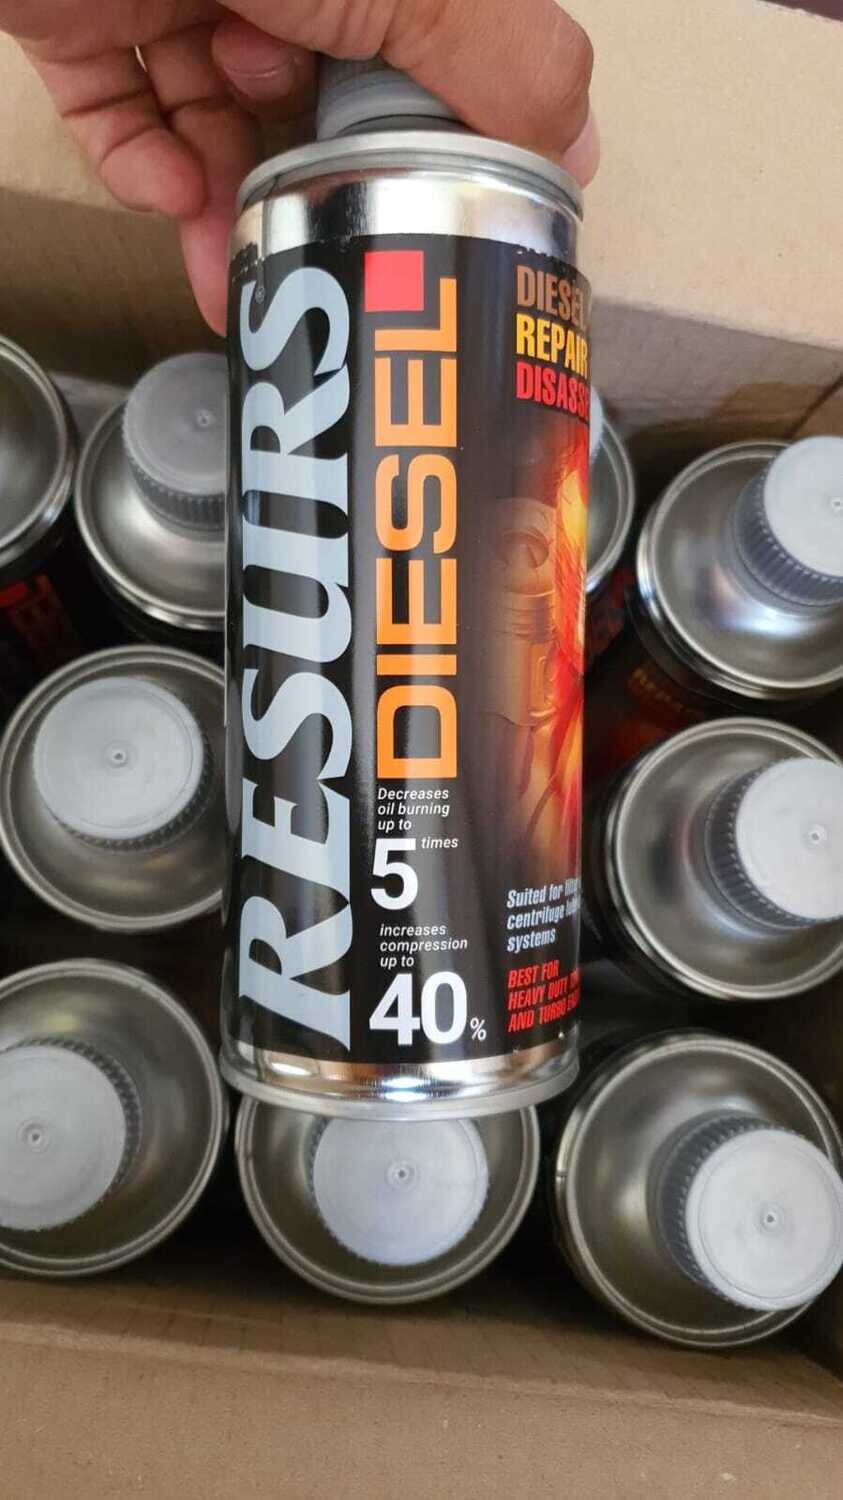 RESURS®
DIESEL
Decreases
oil burning
up to
5 times
increases
compression
up to
40%
DIESEL
REPAIR
Suited for
centrifuge
systems
BEST FOR
HEAVY DUTY
AND TURBO